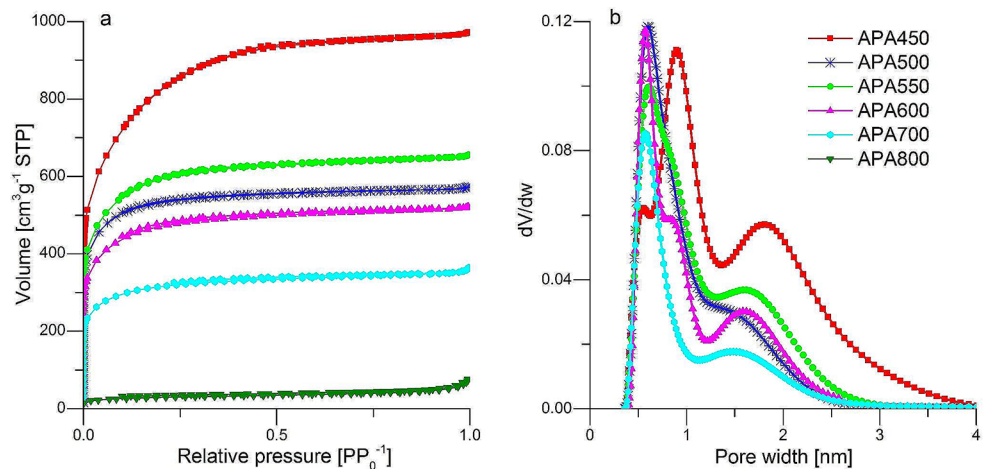 a
1000
800
600
400
200
0
0.0
0.5
1.0
Volume [cm³g⁻¹ STP]
Relative pressure [PP₀⁻¹]
b
0.12
0.08
0.04
0.00
0
1
2
3
4
dV/dw
Pore width [nm]
APA450
APA500
APA550
APA600
APA700
APA800